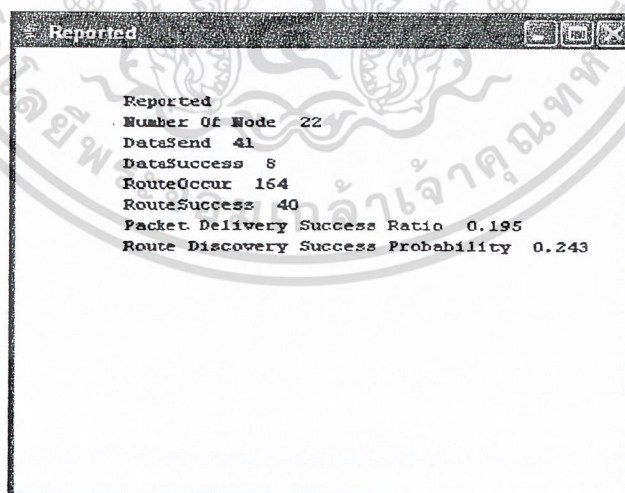 Reported
Reported
Number Of Node 22
DataSend 41
DataSuccess 8
RouteOccur 164
RouteSuccess 40
Packet Delivery Success Ratio 0.195
Route Discovery Success Probability 0.243